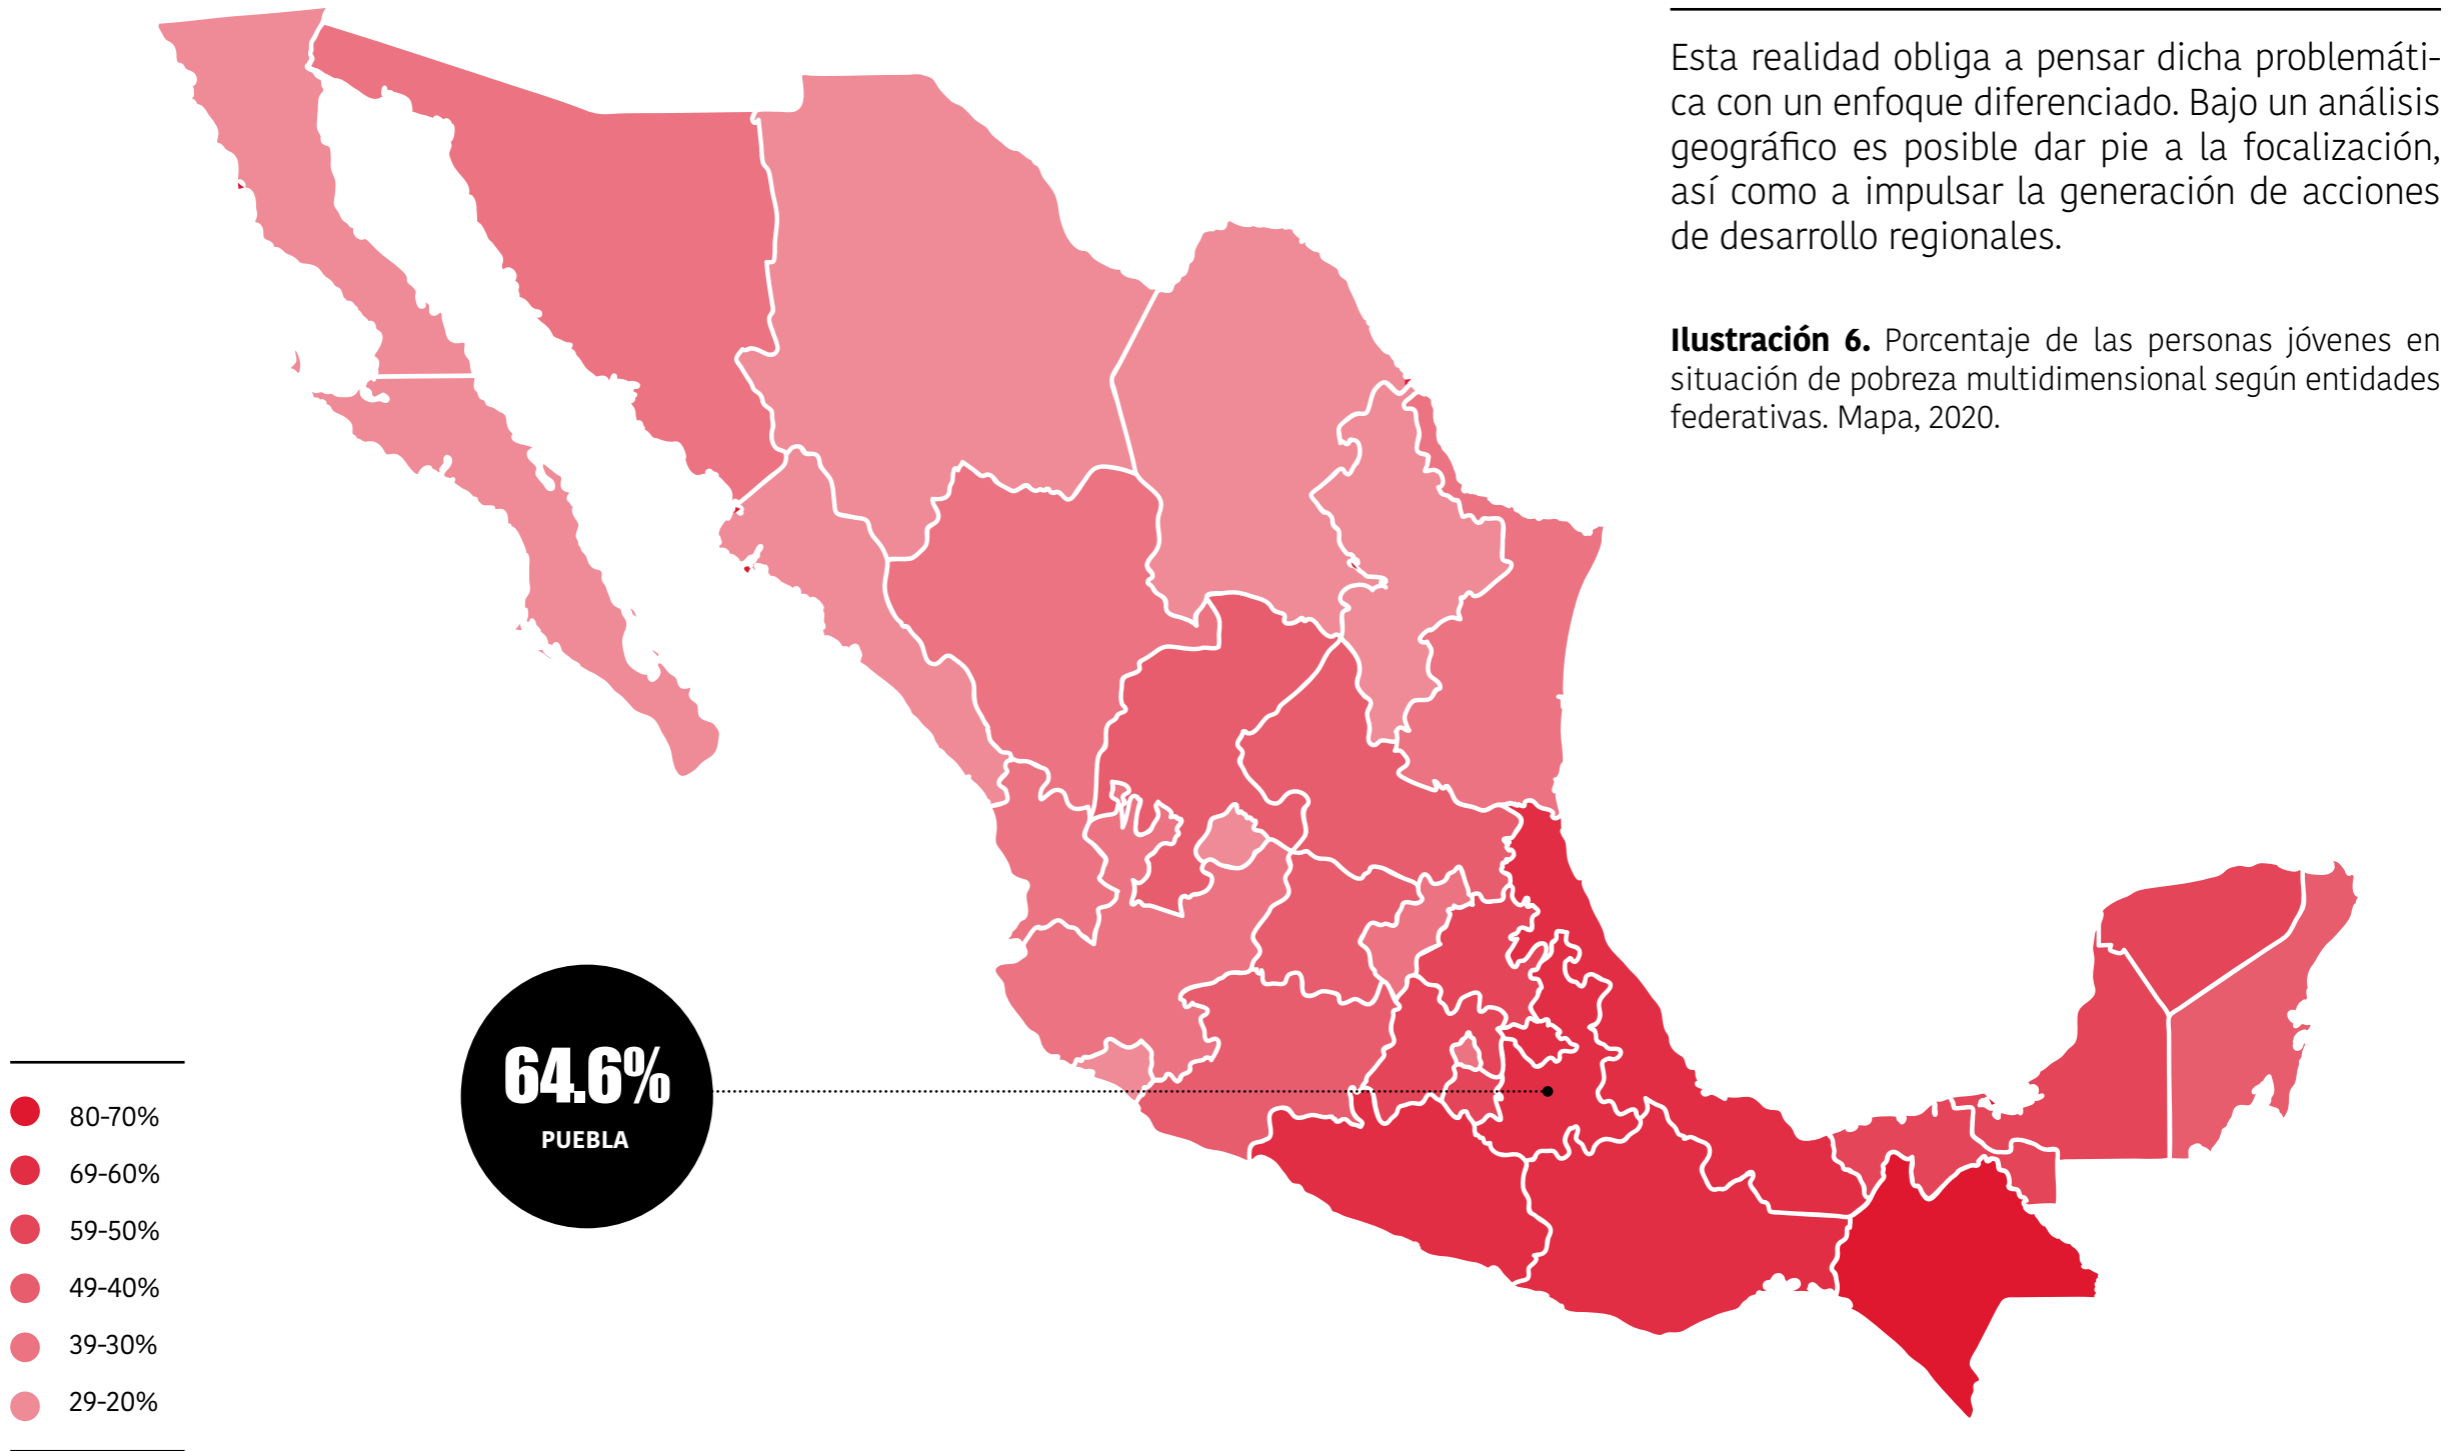 Esta realidad obliga a pensar dicha problemáti-
ca con un enfoque diferenciado. Bajo un análisis
geográfico es posible dar pie a la focalización,
así como a impulsar la generación de acciones
de desarrollo regionales.
Ilustración 6. Porcentaje de las personas jóvenes en
situación de pobreza multidimensional según entidades
federativas. Mapa, 2020.
64.6%
PUEBLA
80-70%
69-60%
59-50%
49-40%
39-30%
29-20%